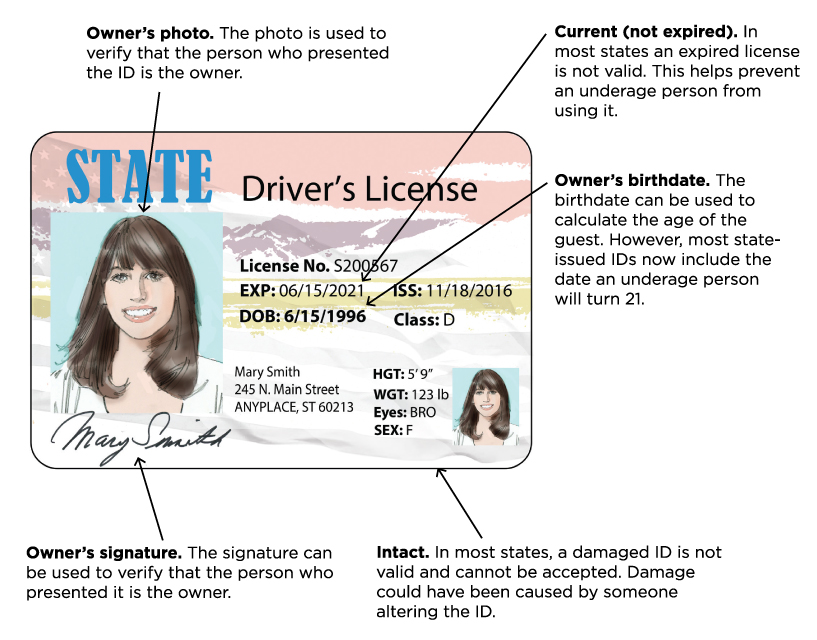 Owner’s photo. The photo is used to
verify that the person who presented
the ID is the owner.
Current (not expired). In
most states an expired license
is not valid. This helps prevent
an underage person from
using it.
Owner’s birthdate. The
birthdate can be used to
calculate the age of the
guest. However, most state-
issued IDs now include the
date an underage person
will turn 21.
STATE
Driver’s License
License No. S200567
EXP: 06/15/2021 ISS: 11/18/2016
DOB: 6/15/1996 Class: D
Mary Smith
245 N. Main Street
ANYPLACE, ST 60213
HGT: 5’ 9”
WGT: 123 lb
Eyes: BRO
SEX: F
Mary Smith
Owner’s signature. The signature can
be used to verify that the person who
presented it is the owner.
Intact. In most states, a damaged ID is not
valid and cannot be accepted. Damage
could have been caused by someone
altering the ID.